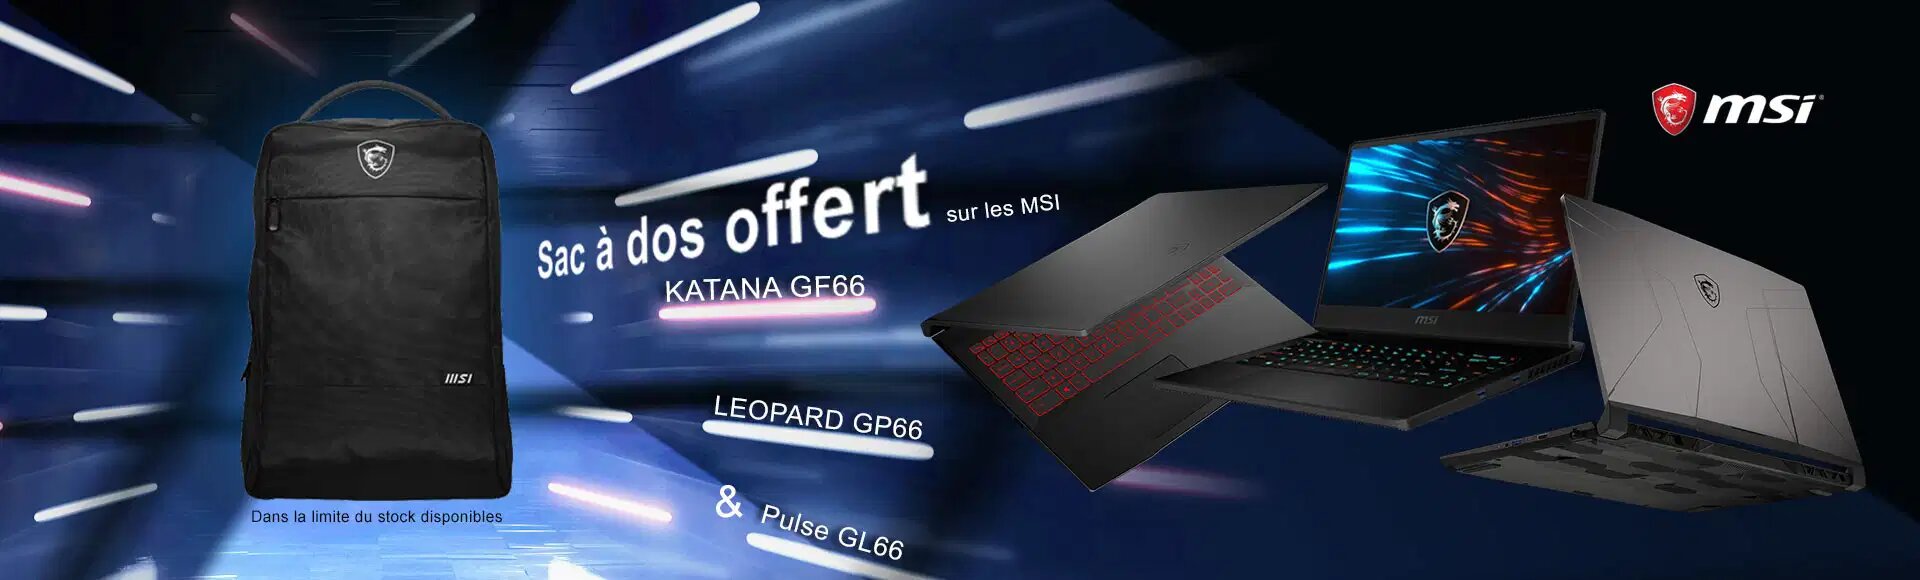 msi
Sac à dos offert sur les MSI
KATANA GF66
LEOPARD GP66
& Pulse GL66
msi
msi
Dans la limite du stock disponibles